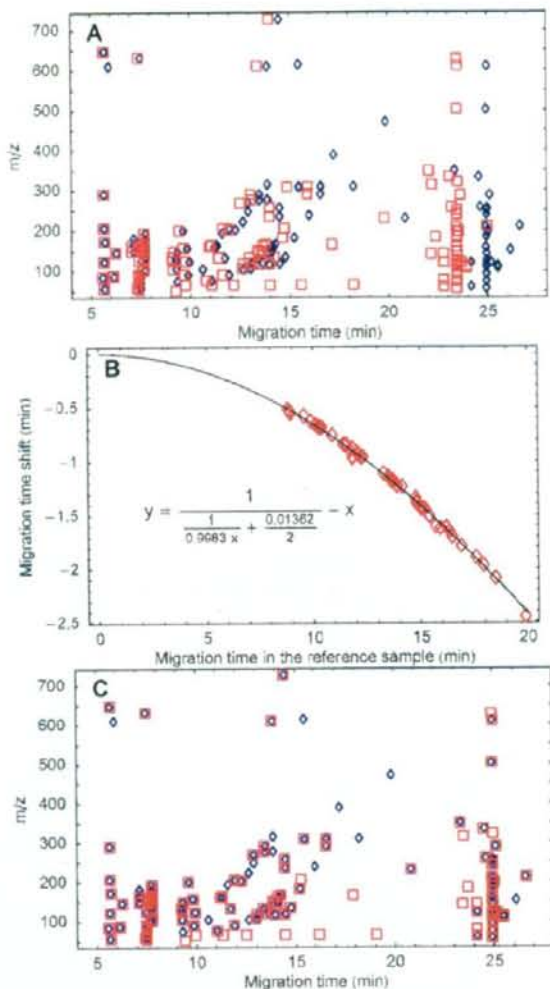 A
700
600
500
400
300
200
100
m/z
5 10 15 20 25
Migration time (min)
B
0
−0.5
−1
−1.5
−2
−2.5
Migration time shift (min)
y = 1 / (1 / 0.9983 x + 0.01362 / 2) − x
0 5 10 15 20
Migration time in the reference sample (min)
C
700
600
500
400
300
200
100
m/z
5 10 15 20 25
Migration time (min)